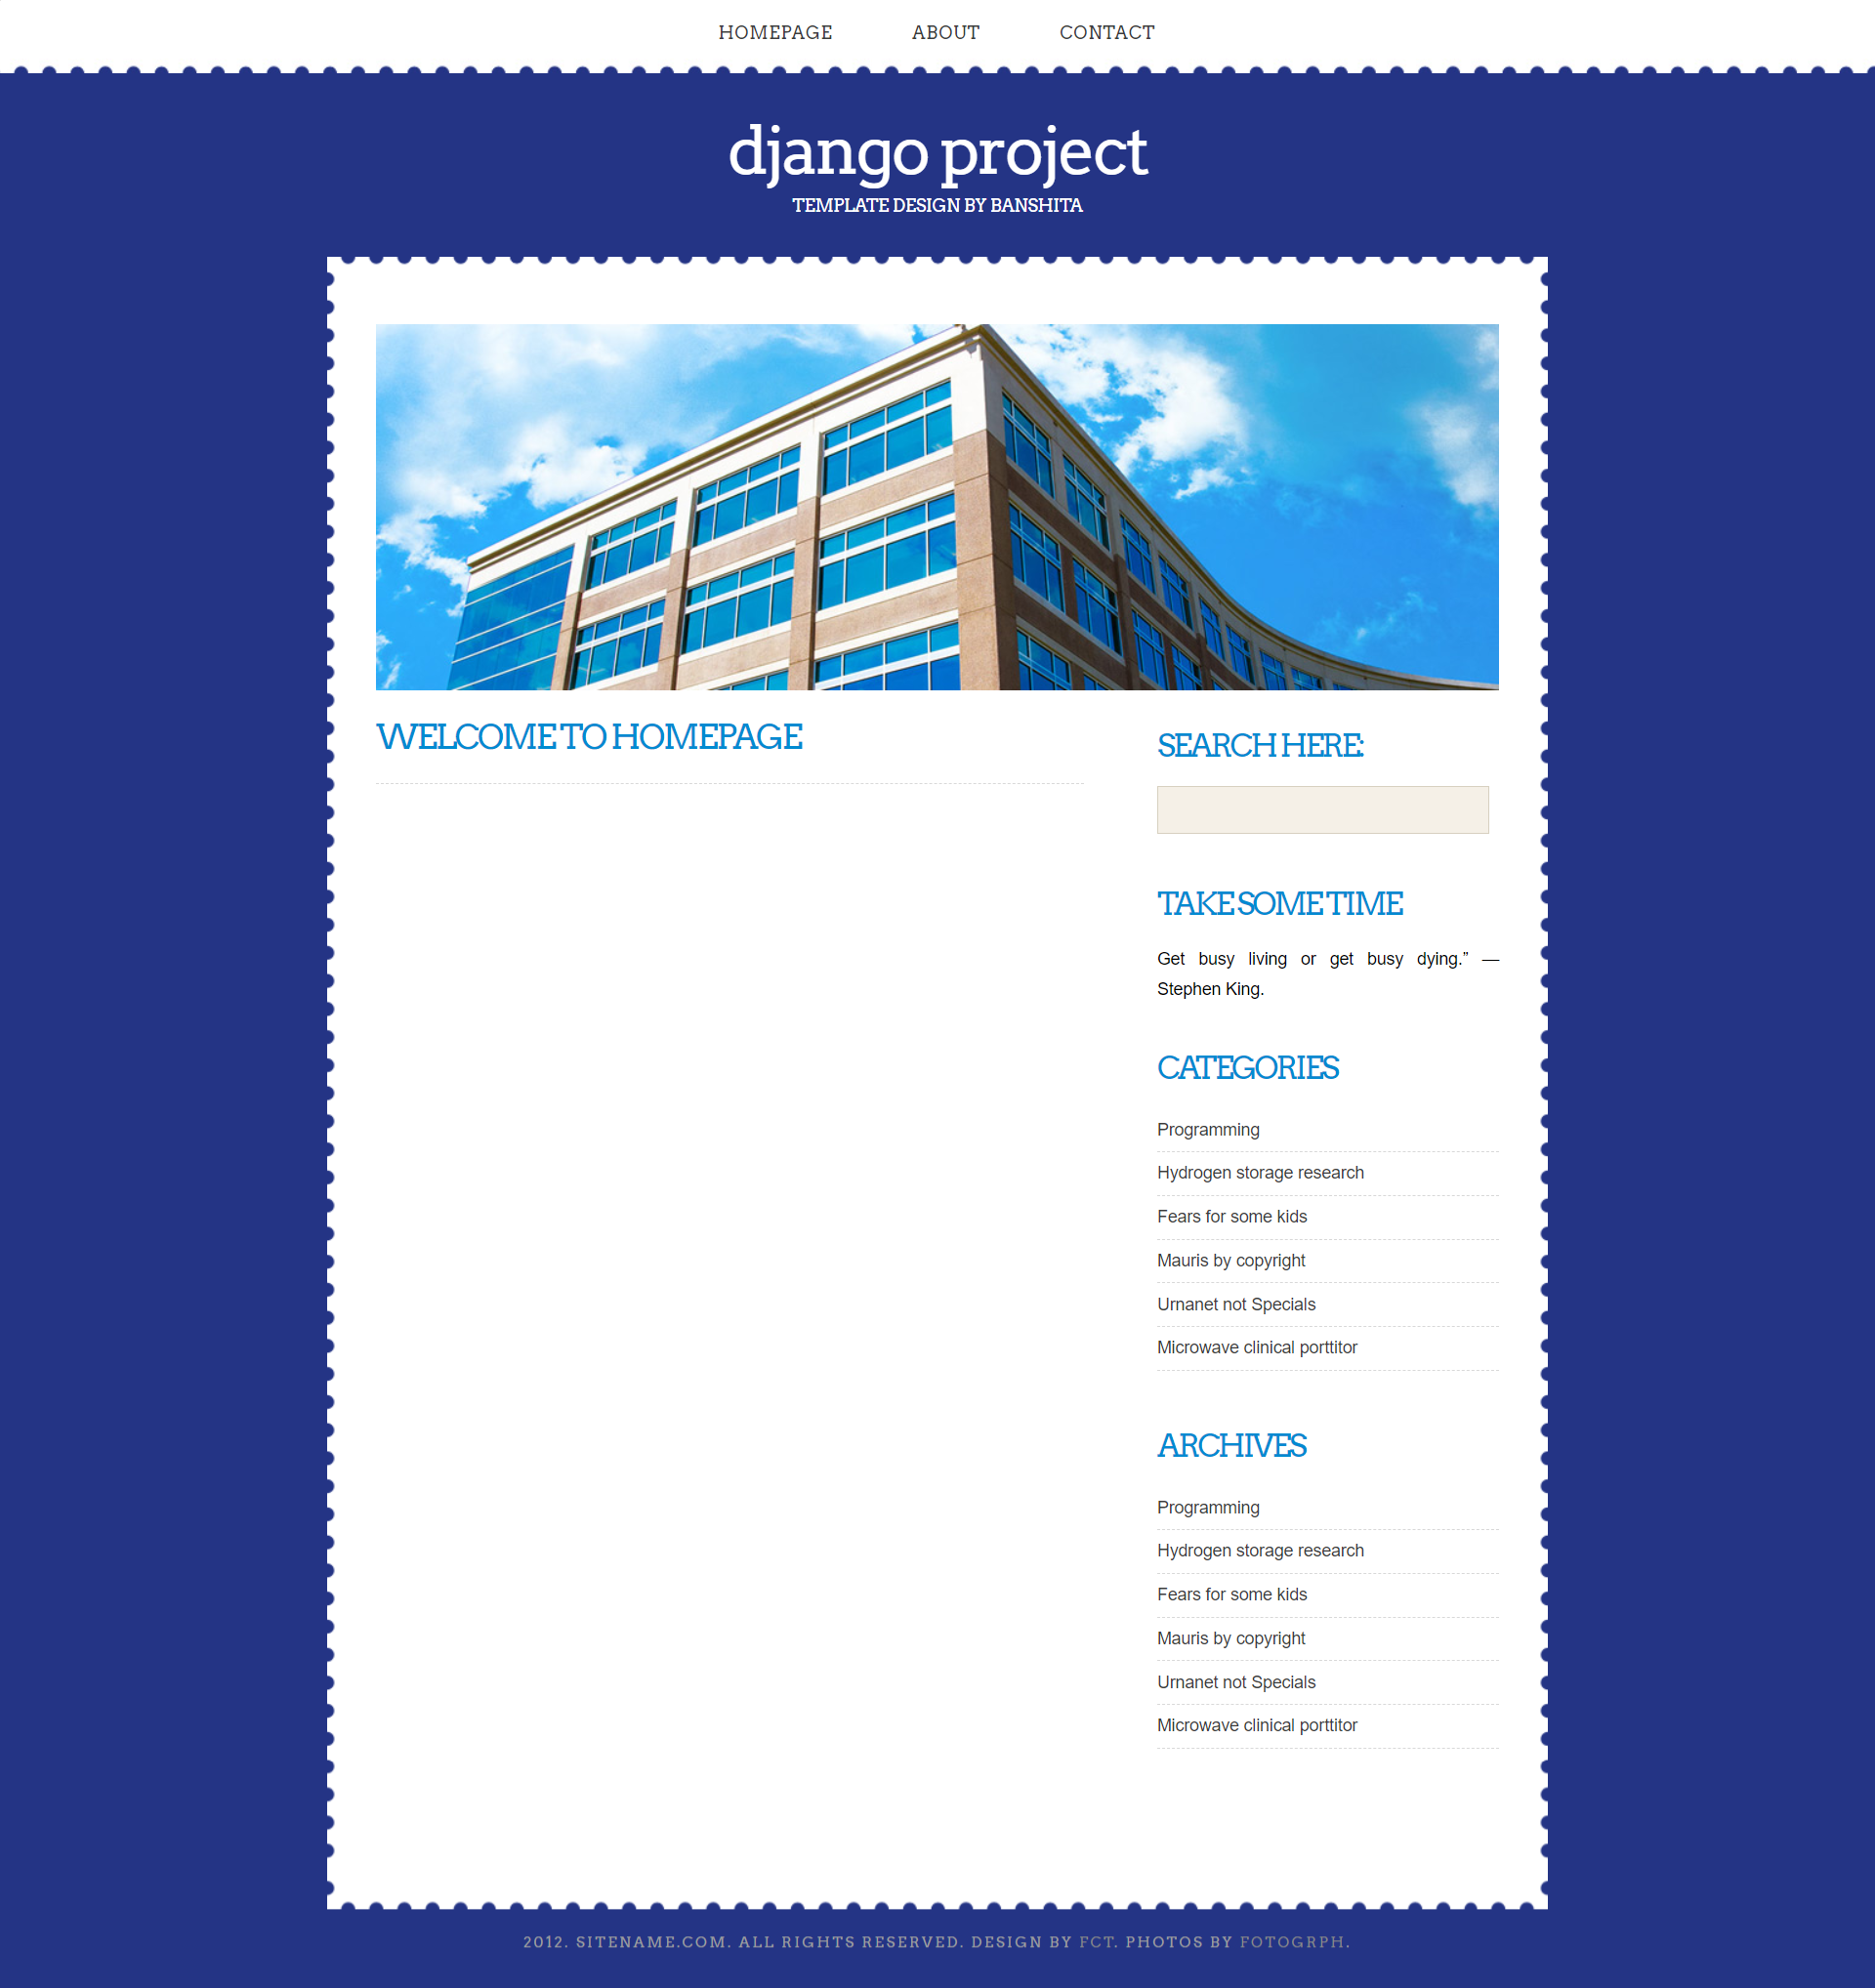 HOMEPAGE ABOUT CONTACT
django project
TEMPLATE DESIGN BY BANSHITA
WELCOME TO HOMEPAGE
SEARCH HERE:
TAKE SOME TIME
Get busy living or get busy dying.” —
Stephen King.
CATEGORIES
Programming
Hydrogen storage research
Fears for some kids
Mauris by copyright
Urnanet not Specials
Microwave clinical porttitor
ARCHIVES
Programming
Hydrogen storage research
Fears for some kids
Mauris by copyright
Urnanet not Specials
Microwave clinical porttitor
2012. SITENAME.COM. ALL RIGHTS RESERVED. DESIGN BY FCT. PHOTOS BY FOTOGRPH.